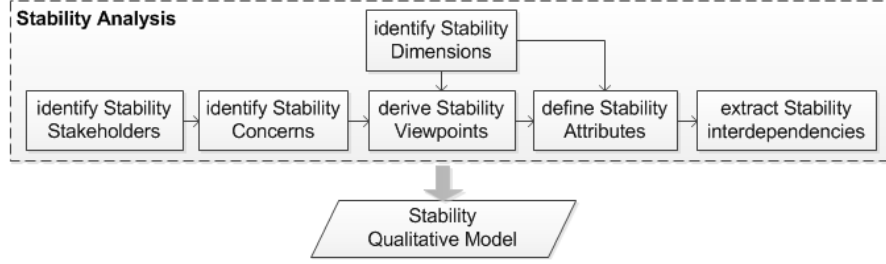 Stability Analysis
identify Stability
Dimensions
identify Stability
Stakeholders
identify Stability
Concerns
derive Stability
Viewpoints
define Stability
Attributes
extract Stability
interdependencies
Stability
Qualitative Model